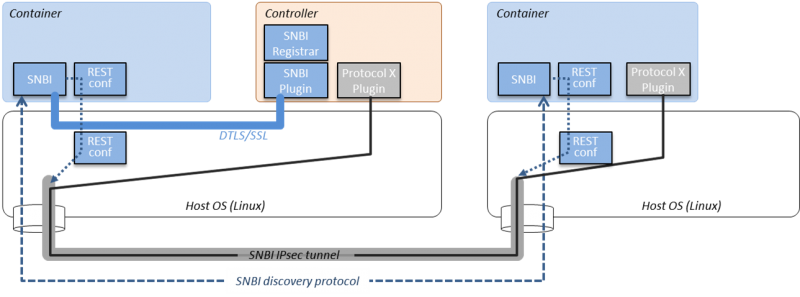 Container
Controller
Container
SNBI
Registrar
SNBI
REST
conf
SNBI
Plugin
Protocol X
Plugin
SNBI
REST
conf
Protocol X
Plugin
DTLS/SSL
REST
conf
REST
conf
Host OS (Linux)
Host OS (Linux)
SNBI IPsec tunnel
SNBI discovery protocol